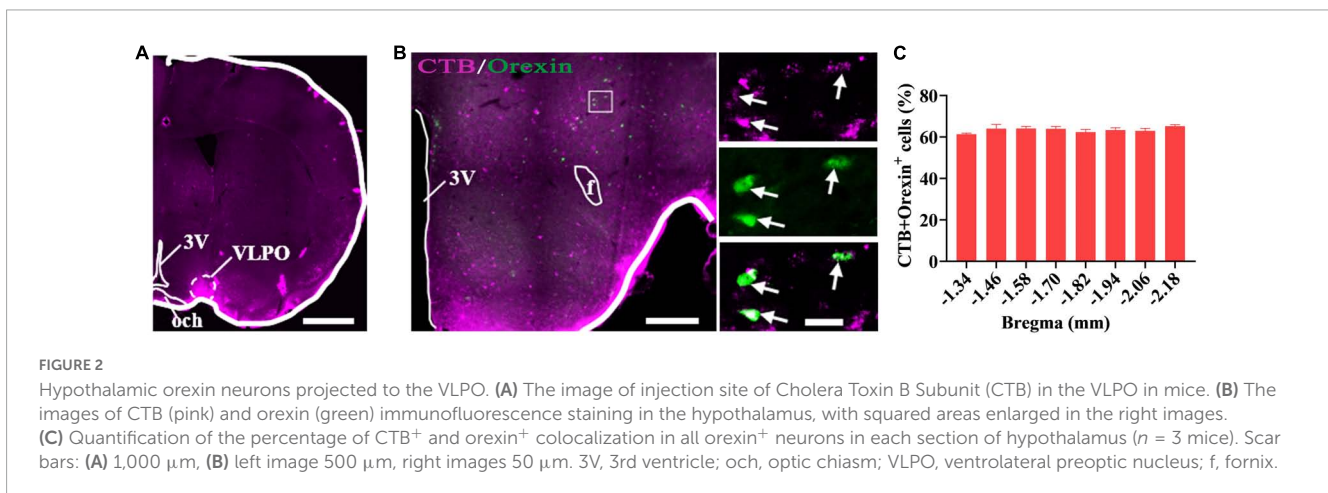 A
3V
VLPO
och
B
CTB/Orexin
3V
f
C
CTB+Orexin⁺ cells (%)
80
60
40
20
0
-1.34
-1.46
-1.58
-1.70
-1.82
-1.94
-2.06
-2.18
Bregma (mm)
FIGURE 2
Hypothalamic orexin neurons projected to the VLPO. (A) The image of injection site of Cholera Toxin B Subunit (CTB) in the VLPO in mice. (B) The
images of CTB (pink) and orexin (green) immunofluorescence staining in the hypothalamus, with squared areas enlarged in the right images.
(C) Quantification of the percentage of CTB⁺ and orexin⁺ colocalization in all orexin⁺ neurons in each section of hypothalamus (n = 3 mice). Scar
bars: (A) 1,000 μm, (B) left image 500 μm, right images 50 μm. 3V, 3rd ventricle; och, optic chiasm; VLPO, ventrolateral preoptic nucleus; f, fornix.